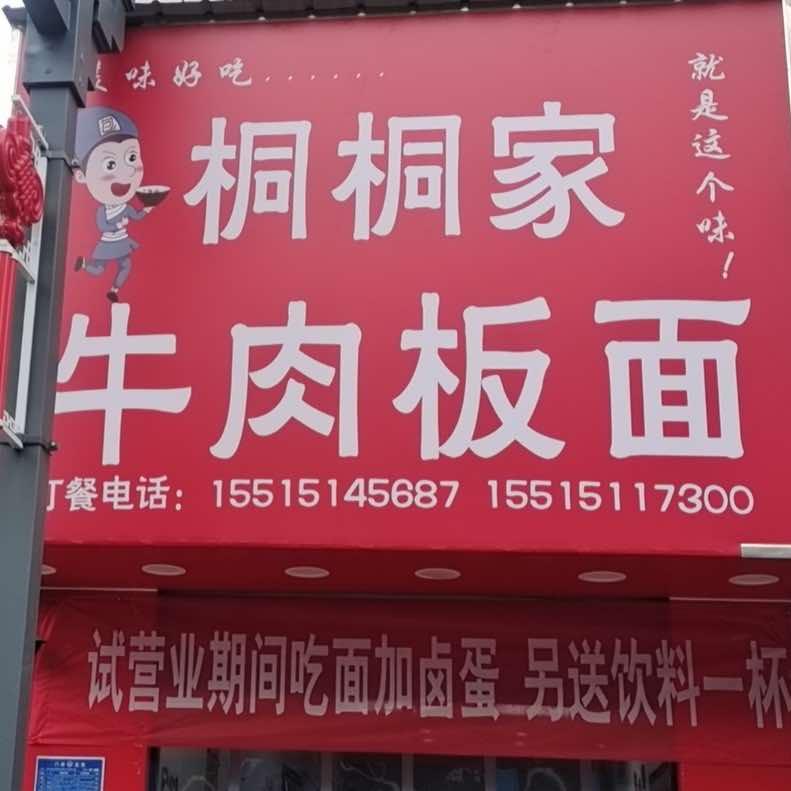 美味好吃......
就是这个味！
桐桐家
牛肉板面
订餐电话：15515145687 15515117300
试营业期间吃面加卤蛋 另送饮料一杯